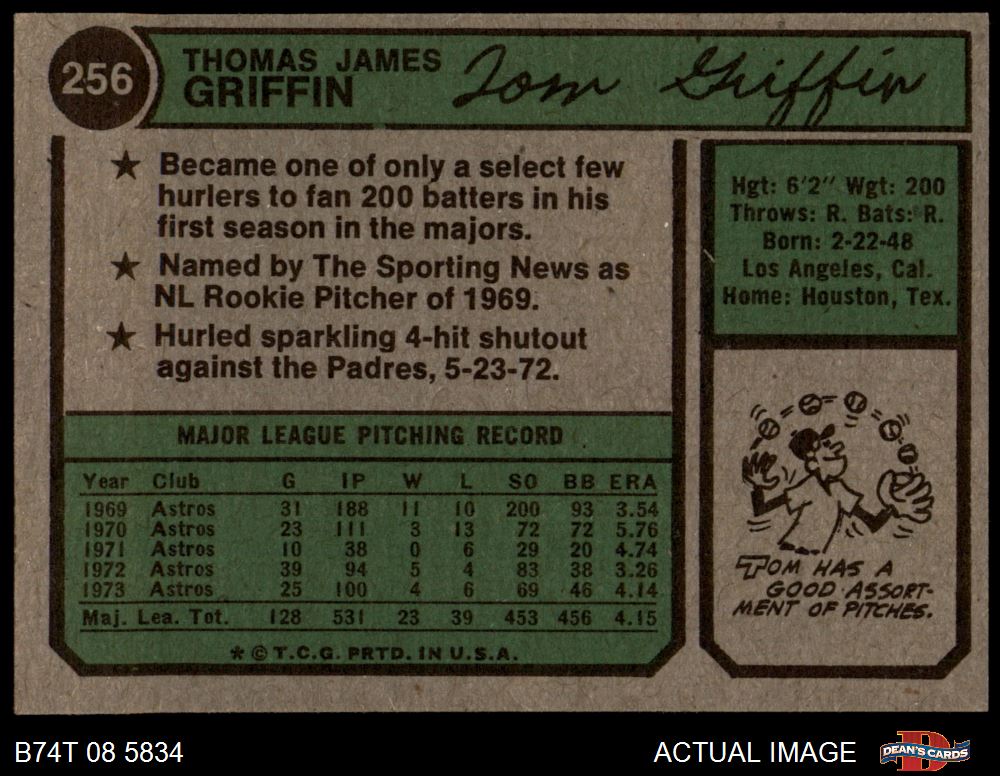 256
THOMAS JAMES
GRIFFIN
Tom Griffin
★ Became one of only a select few
hurlers to fan 200 batters in his
first season in the majors.
★ Named by The Sporting News as
NL Rookie Pitcher of 1969.
★ Hurled sparkling 4-hit shutout
against the Padres, 5-23-72.
Hgt: 6'2" Wgt: 200
Throws: R. Bats: R.
Born: 2-22-48
Los Angeles, Cal.
Home: Houston, Tex.
MAJOR LEAGUE PITCHING RECORD
Year Club G IP W L SO BB ERA
1969 Astros 31 188 11 10 200 93 3.54
1970 Astros 23 111 3 13 72 72 5.76
1971 Astros 10 38 0 6 29 20 4.74
1972 Astros 39 94 5 4 83 38 3.26
1973 Astros 25 100 4 6 69 46 4.14
Maj. Lea. Tot. 128 531 23 39 453 456 4.15
* © T.C.G. PRTD. IN U.S.A.
TOM HAS A
GOOD ASSORT-
MENT OF PITCHES.
B74T 08 5834
ACTUAL IMAGE
D
DEAN'S CARDS